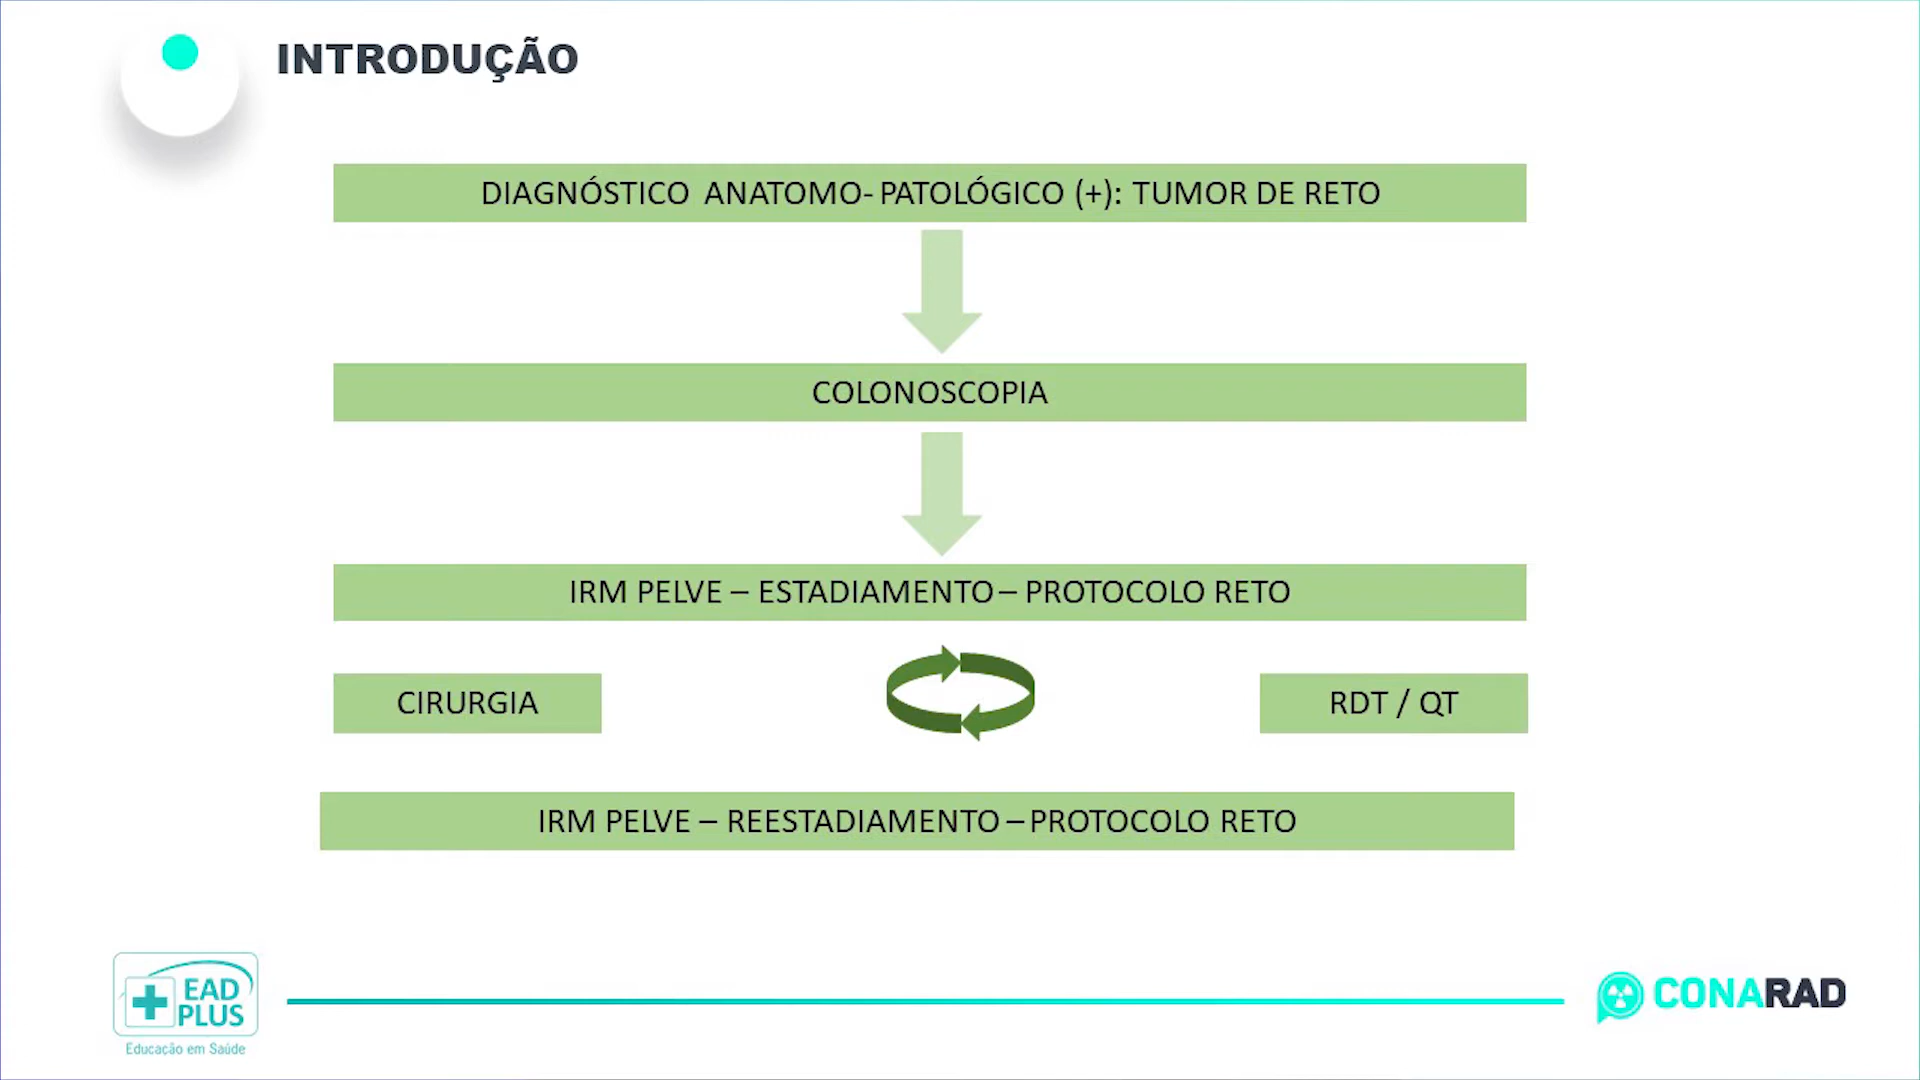 INTRODUÇÃO
DIAGNÓSTICO ANATOMO-PATOLÓGICO (+): TUMOR DE RETO
COLONOSCOPIA
IRM PELVE – ESTADIAMENTO – PROTOCOLO RETO
CIRURGIA
RDT / QT
IRM PELVE – REESTADIAMENTO – PROTOCOLO RETO
EAD
PLUS
Educação em Saúde
CONARAD